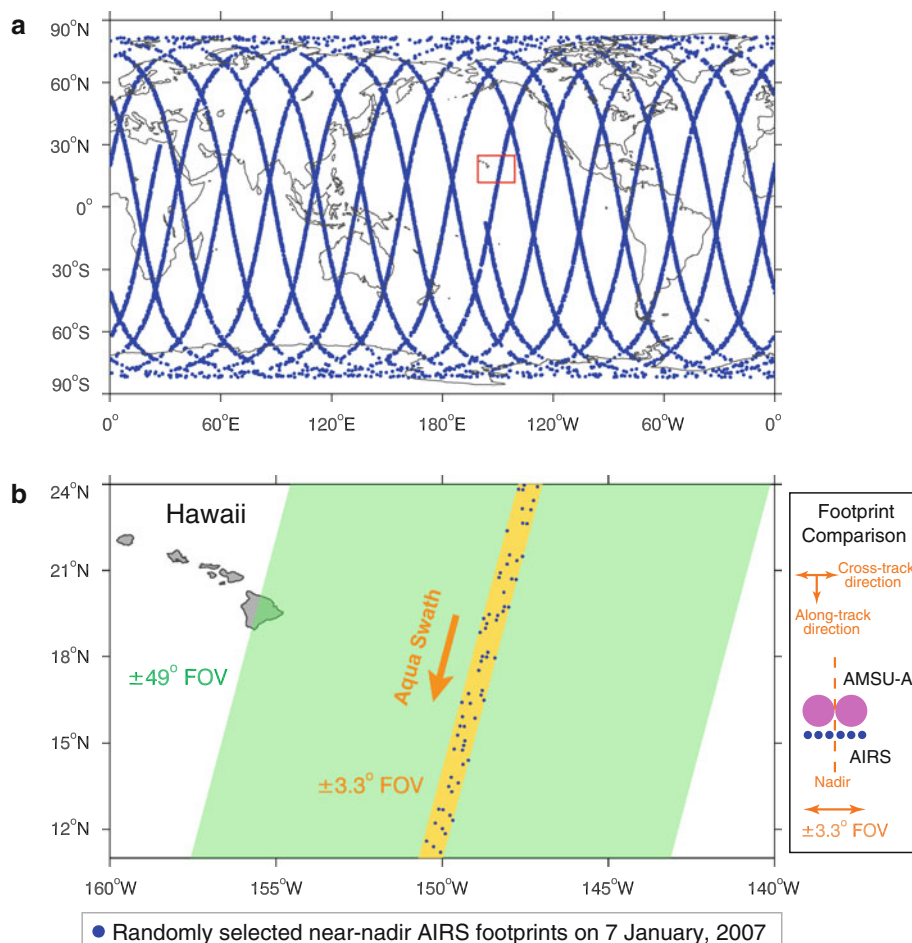 a
90°N
60°N
30°N
0°
30°S
60°S
90°S
0°
60°E
120°E
180°E
120°W
60°W
0°
b
24°N
21°N
18°N
15°N
12°N
160°W
155°W
150°W
145°W
140°W
Hawaii
±49° FOV
Aqua Swath
±3.3° FOV
Footprint
Comparison
Cross-track
direction
Along-track
direction
AMSU-A
AIRS
Nadir
±3.3° FOV
Randomly selected near-nadir AIRS footprints on 7 January, 2007